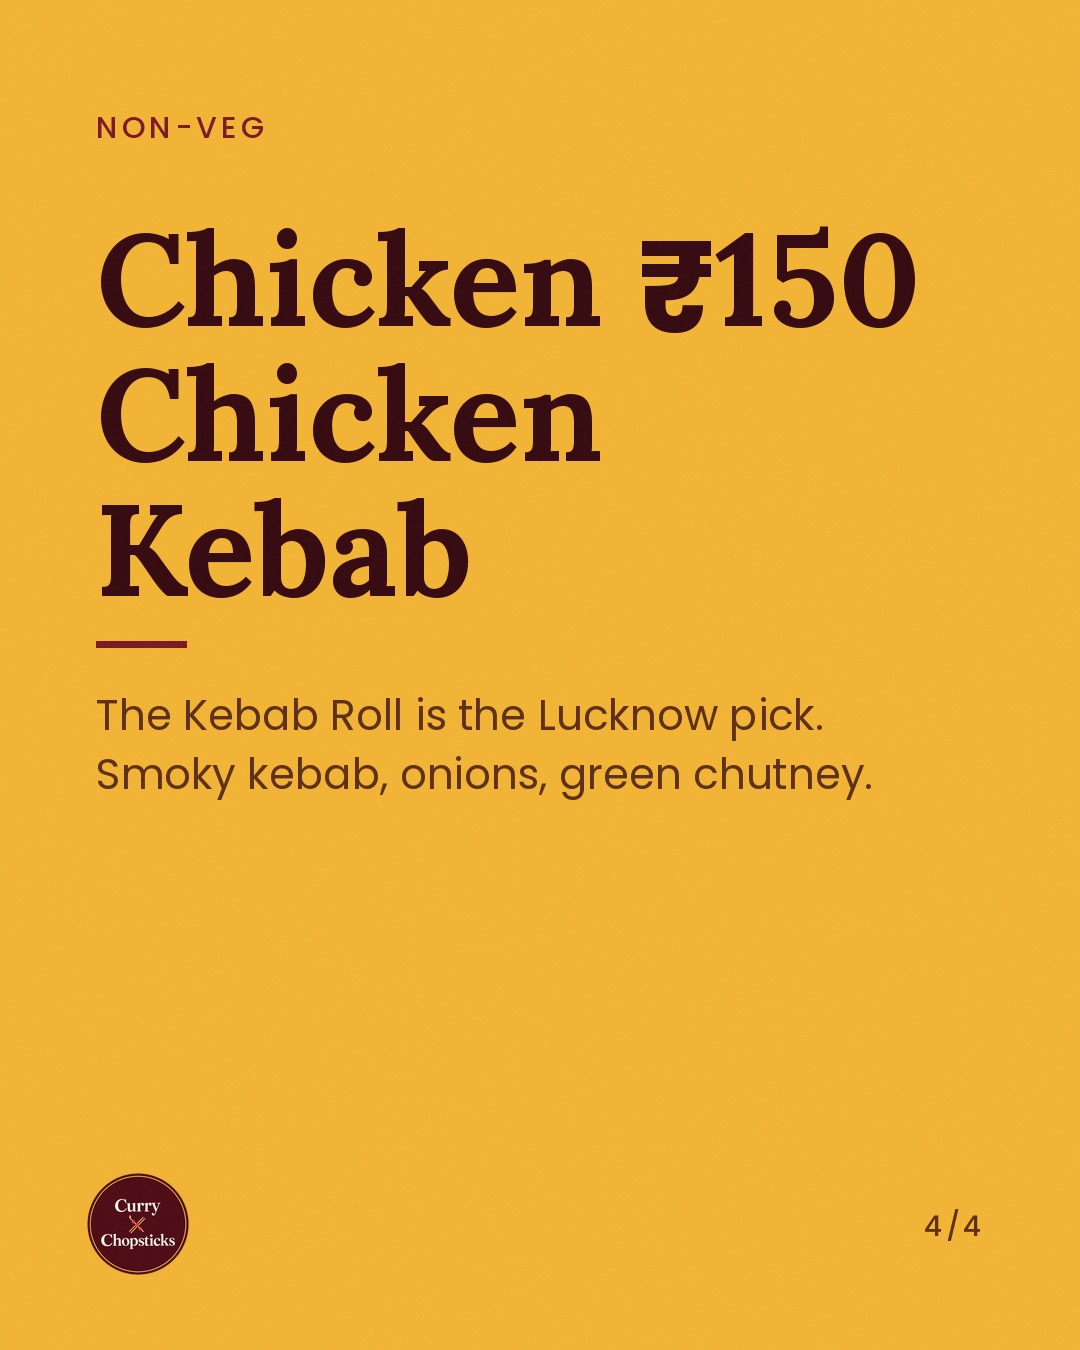 NON-VEG
Chicken ₹150
Chicken
Kebab
The Kebab Roll is the Lucknow pick.
Smoky kebab, onions, green chutney.
Curry
Chopsticks
4/4